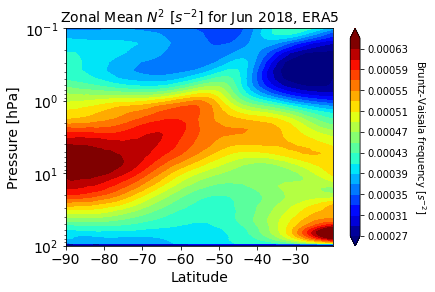 Zonal Mean N² [s⁻²] for Jun 2018, ERA5
10⁻¹
10⁰
10¹
10²
Pressure [hPa]
−90 −80 −70 −60 −50 −40 −30
Latitude
0.00063
0.00059
0.00055
0.00051
0.00047
0.00043
0.00039
0.00035
0.00031
0.00027
Bruntz-Vaisala frequency [s⁻²]